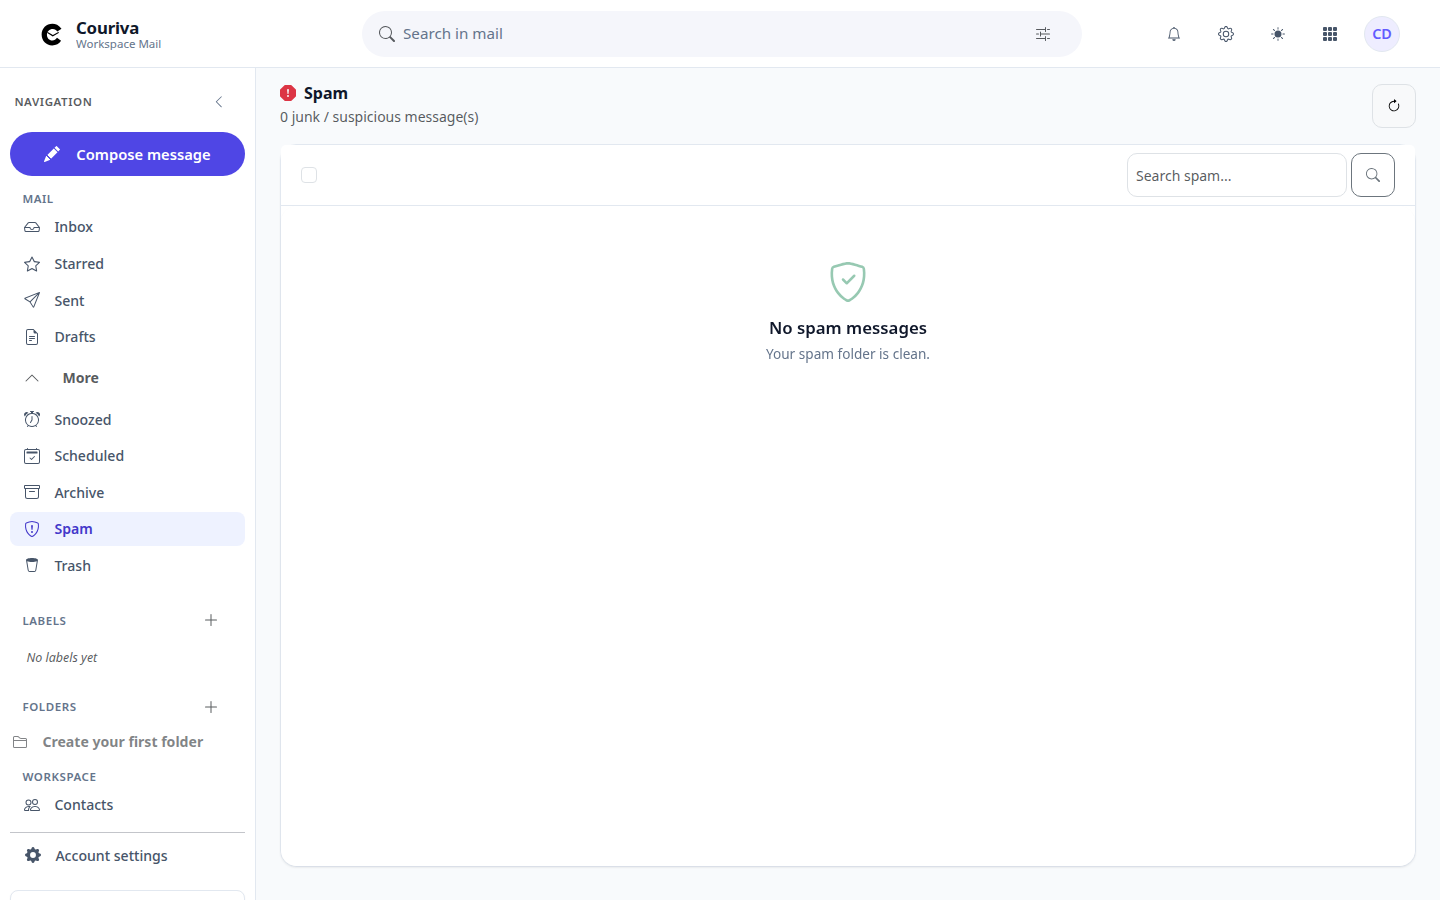 Couriva
Workspace Mail
Search in mail
CD
NAVIGATION
Compose message
MAIL
Inbox
Starred
Sent
Drafts
More
Snoozed
Scheduled
Archive
Spam
Trash
LABELS
No labels yet
FOLDERS
Create your first folder
WORKSPACE
Contacts
Account settings
Spam
0 junk / suspicious message(s)
Search spam...
No spam messages
Your spam folder is clean.